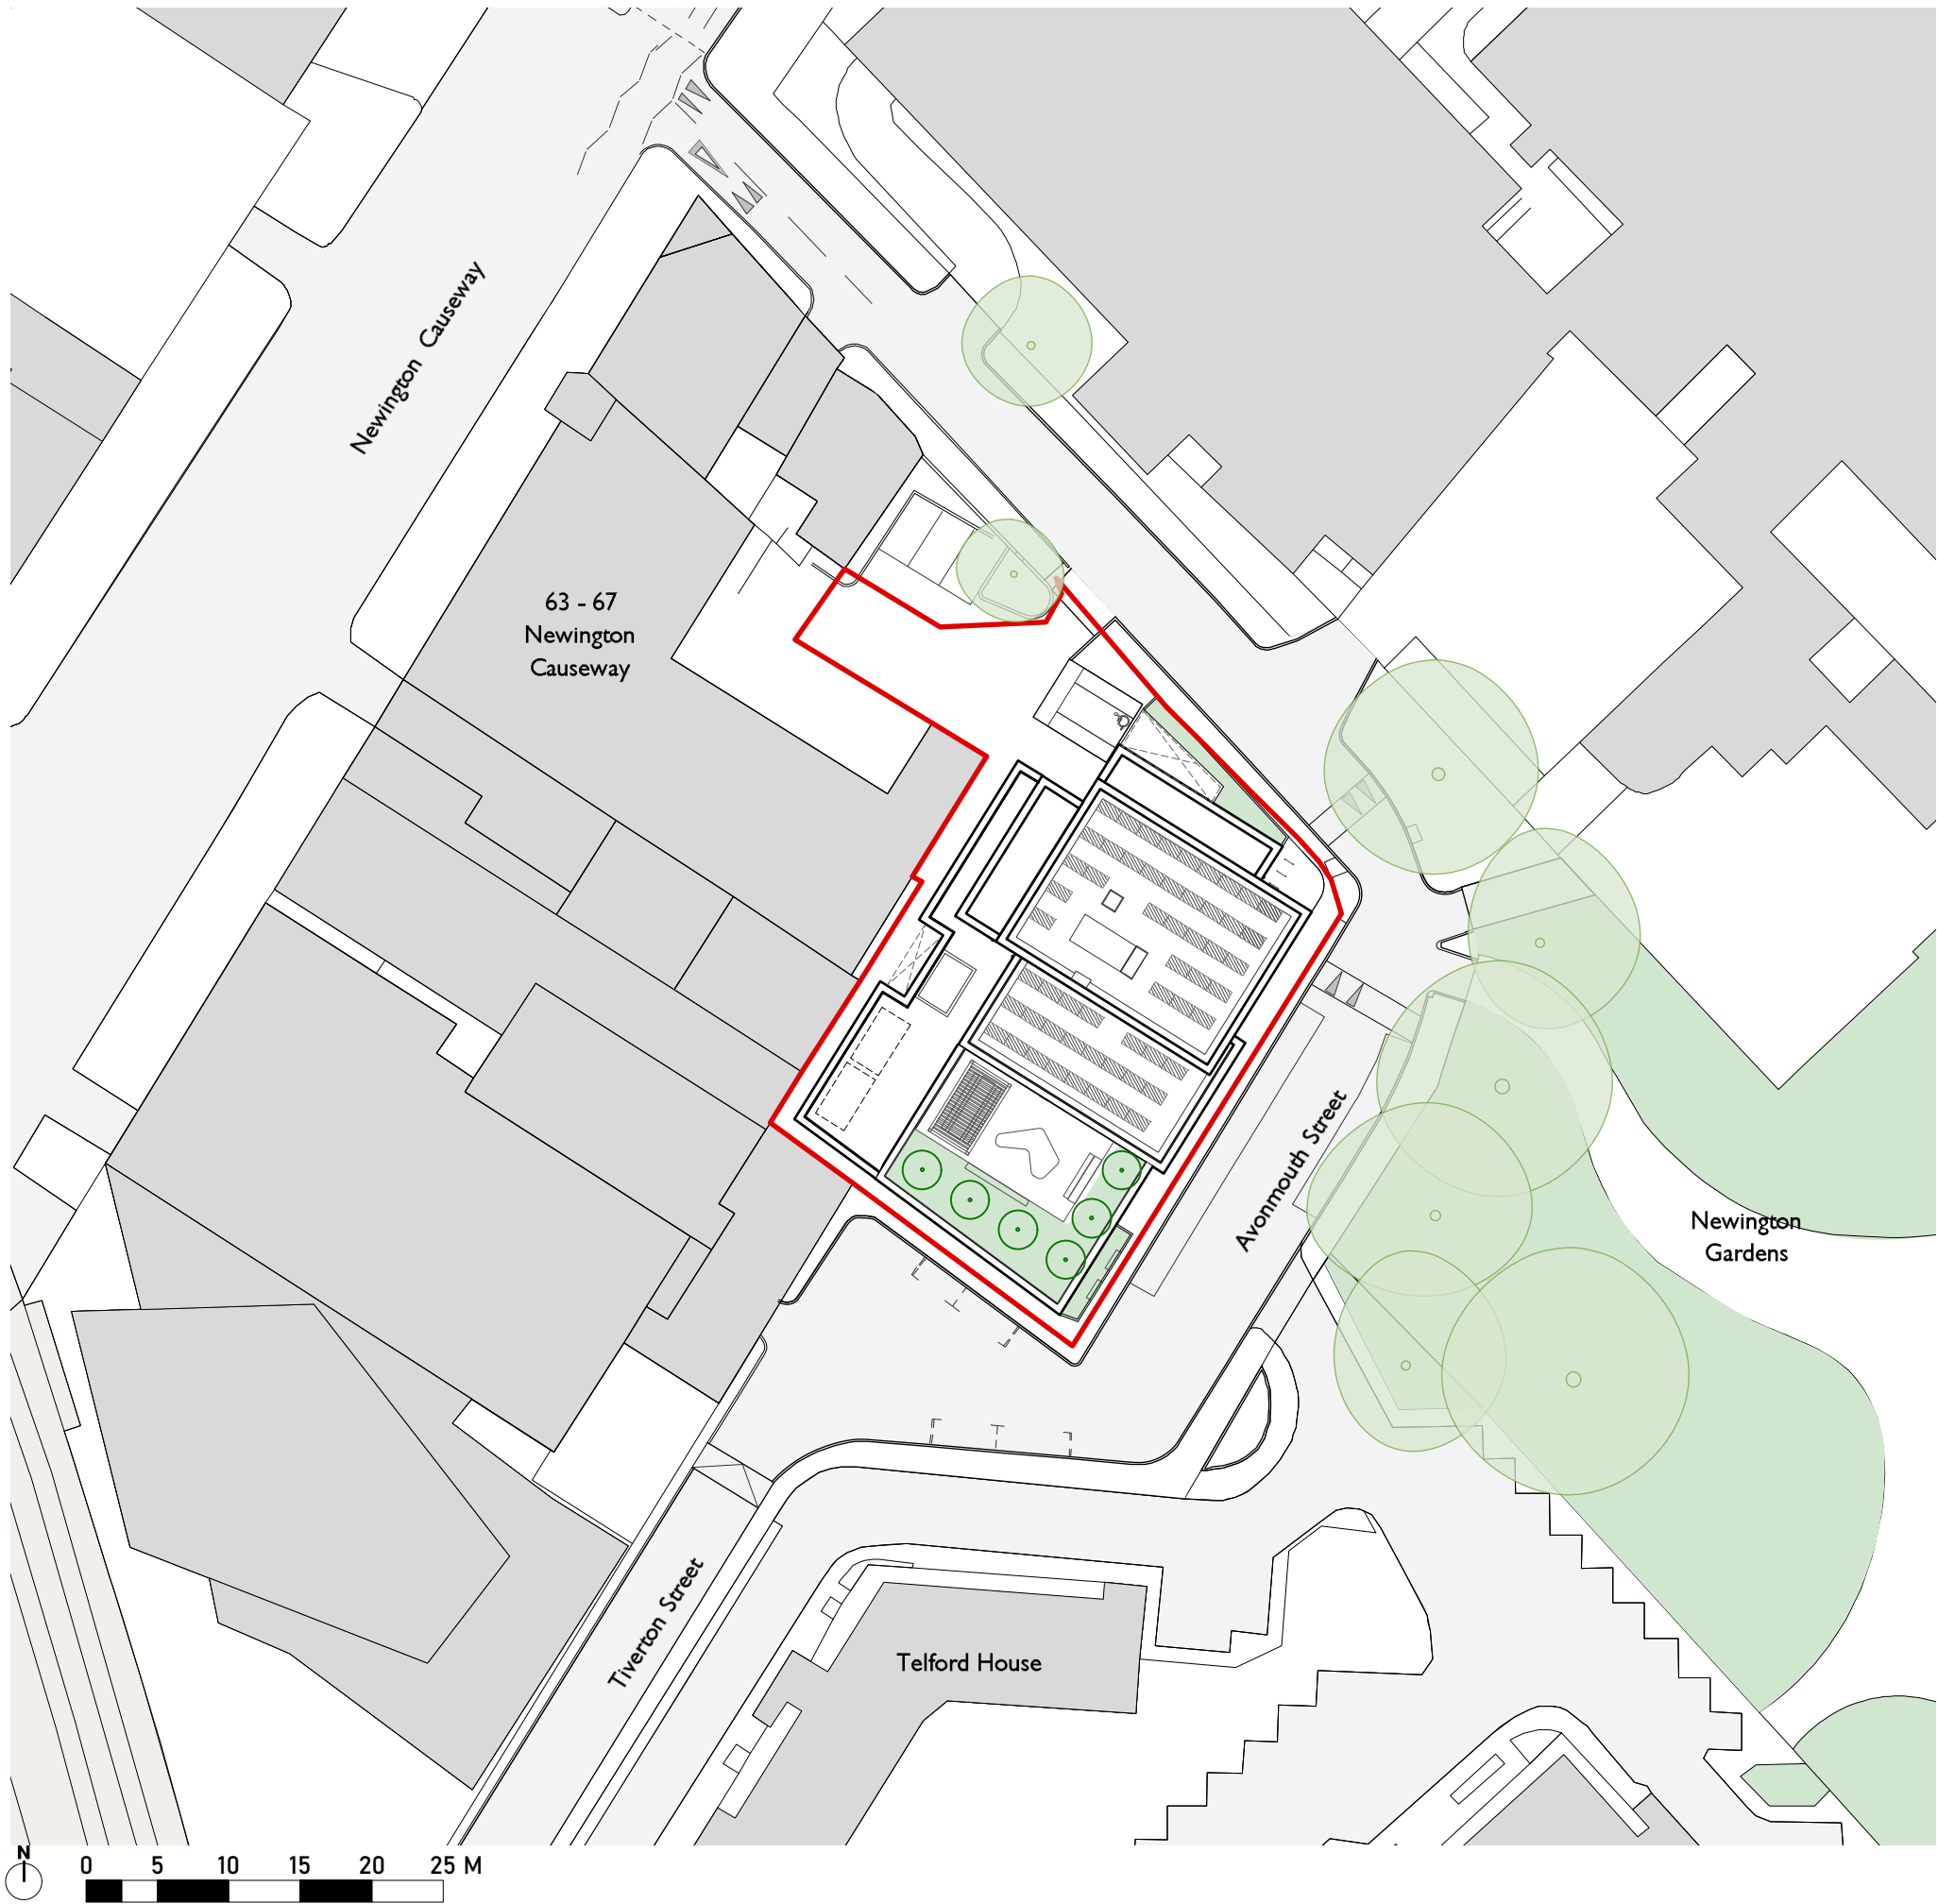 Newington Causeway
63 - 67
Newington
Causeway
Avonmouth Street
Newington
Gardens
Tiverton Street
Telford House
N
0 5 10 15 20 25 M